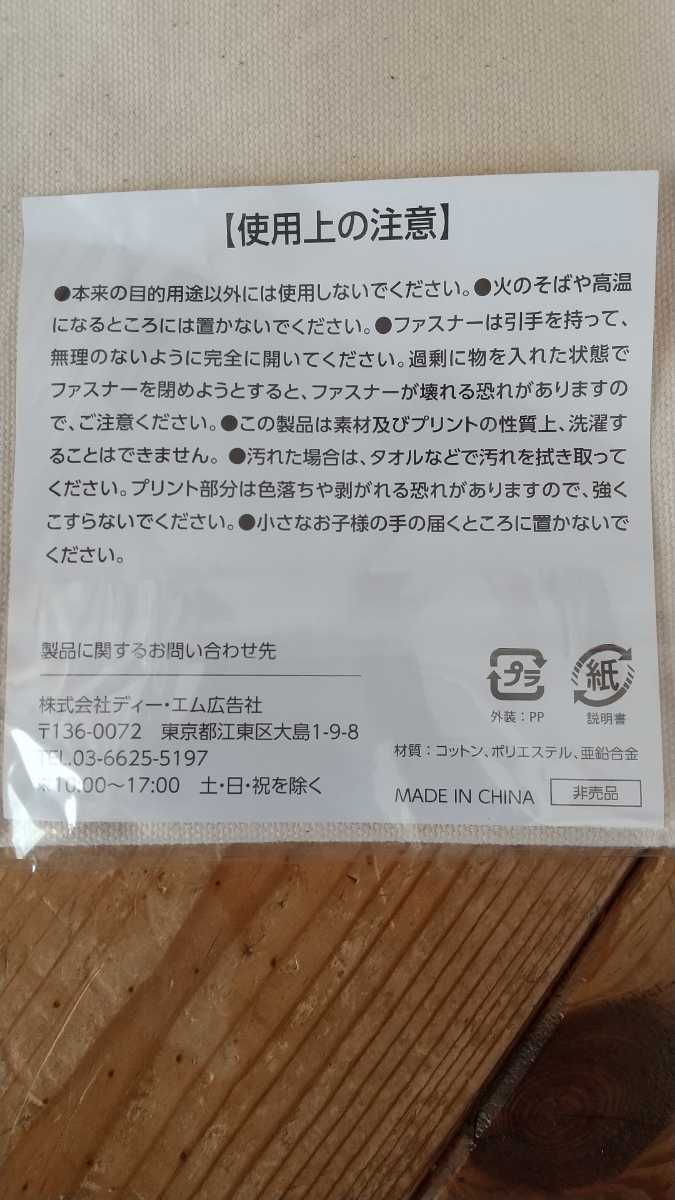 【使用上の注意】
●本来の目的用途以外には使用しないでください。●火のそばや高温
になるところには置かないでください。●ファスナーは引手を持って、
無理のないように完全に開いてください。過剰に物を入れた状態で
ファスナーを閉めようとすると、ファスナーが壊れる恐れがありますの
で、ご注意ください。●この製品は素材及びプリントの性質上、洗濯す
ることはできません。●汚れた場合は、タオルなどで汚れを拭き取って
ください。プリント部分は色落ちや剥がれる恐れがありますので、強く
こすらないでください。●小さなお子様の手の届くところに置かないで
ください。
製品に関するお問い合わせ先
株式会社ディー・エム広告社
〒136-0072 東京都江東区大島1-9-8
TEL.03-6625-5197
※10:00〜17:00 土・日・祝を除く
プラ
外装：PP
紙
説明書
材質：コットン、ポリエステル、亜鉛合金
MADE IN CHINA
非売品